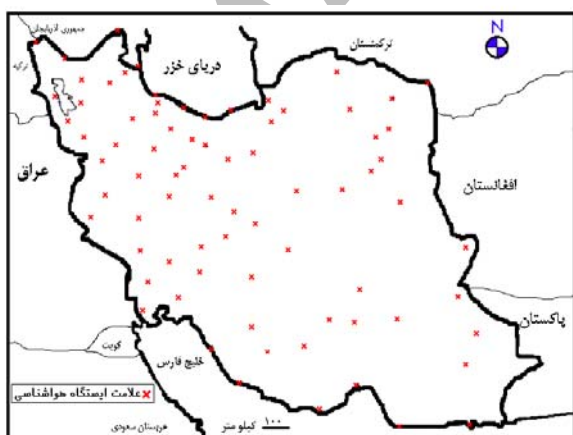 جمهوری آذربایجان
N
ترکیه
دریای خزر
ترکمنستان
عراق
افغانستان
پاکستان
کویت
خلیج فارس
علامت ایستگاه هواشناسی
۱۰۰ کیلو متر
عربستان سعودی